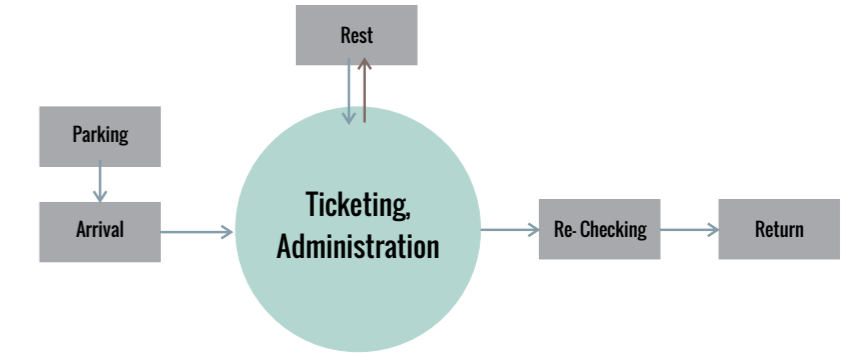 Rest
Parking
Arrival
Ticketing,
Administration
Re- Checking
Return